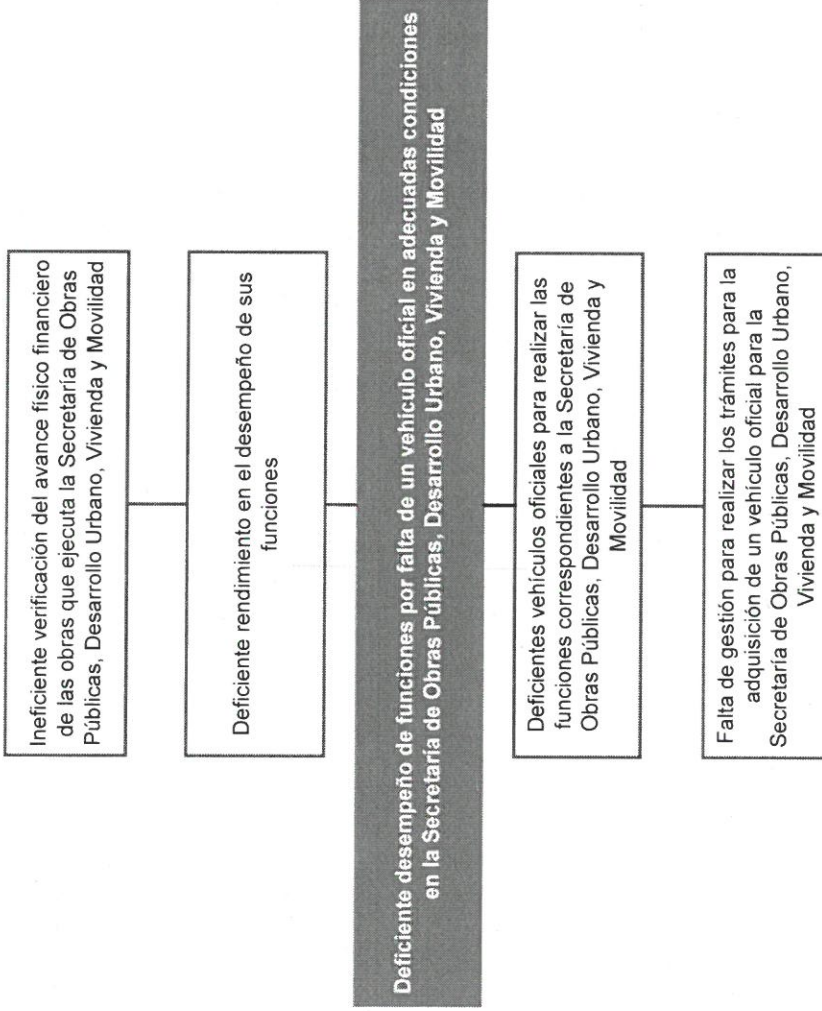 Ineficiente verificación del avance físico financiero
de las obras que ejecuta la Secretaría de Obras
Públicas, Desarrollo Urbano, Vivienda y Movilidad
Deficiente rendimiento en el desempeño de sus
funciones
Deficiente desempeño de funciones por falta de un vehículo oficial en adecuadas condiciones
en la Secretaría de Obras Públicas, Desarrollo Urbano, Vivienda y Movilidad
Deficientes vehículos oficiales para realizar las
funciones correspondientes a la Secretaría de
Obras Públicas, Desarrollo Urbano, Vivienda y
Movilidad
Falta de gestión para realizar los trámites para la
adquisición de un vehículo oficial para la
Secretaría de Obras Públicas, Desarrollo Urbano,
Vivienda y Movilidad